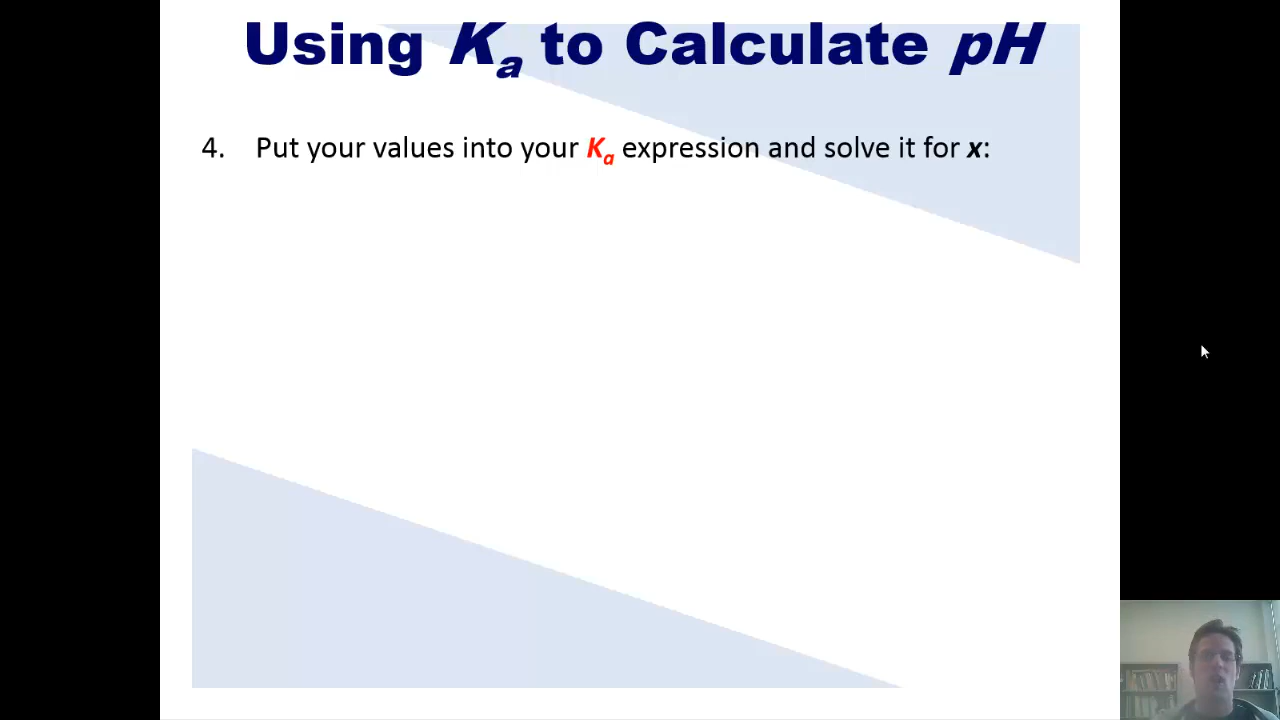 Using Ka to Calculate pH
4. Put your values into your Ka expression and solve it for x: